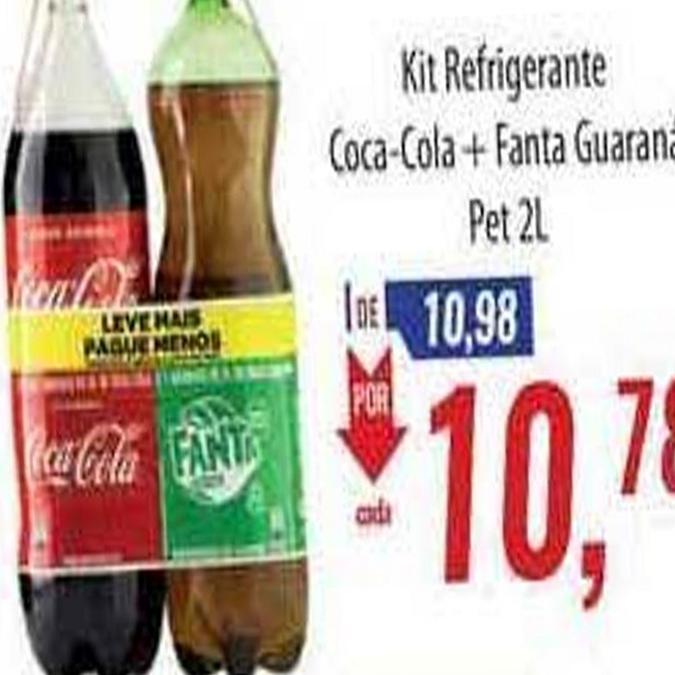 Kit Refrigerante
Coca-Cola + Fanta Guaraná
Pet 2L
DE 10,98
POR
cada
10,78
Coca-Cola
LEVE MAIS
PAGUE MENOS
Coca-Cola
FANTA